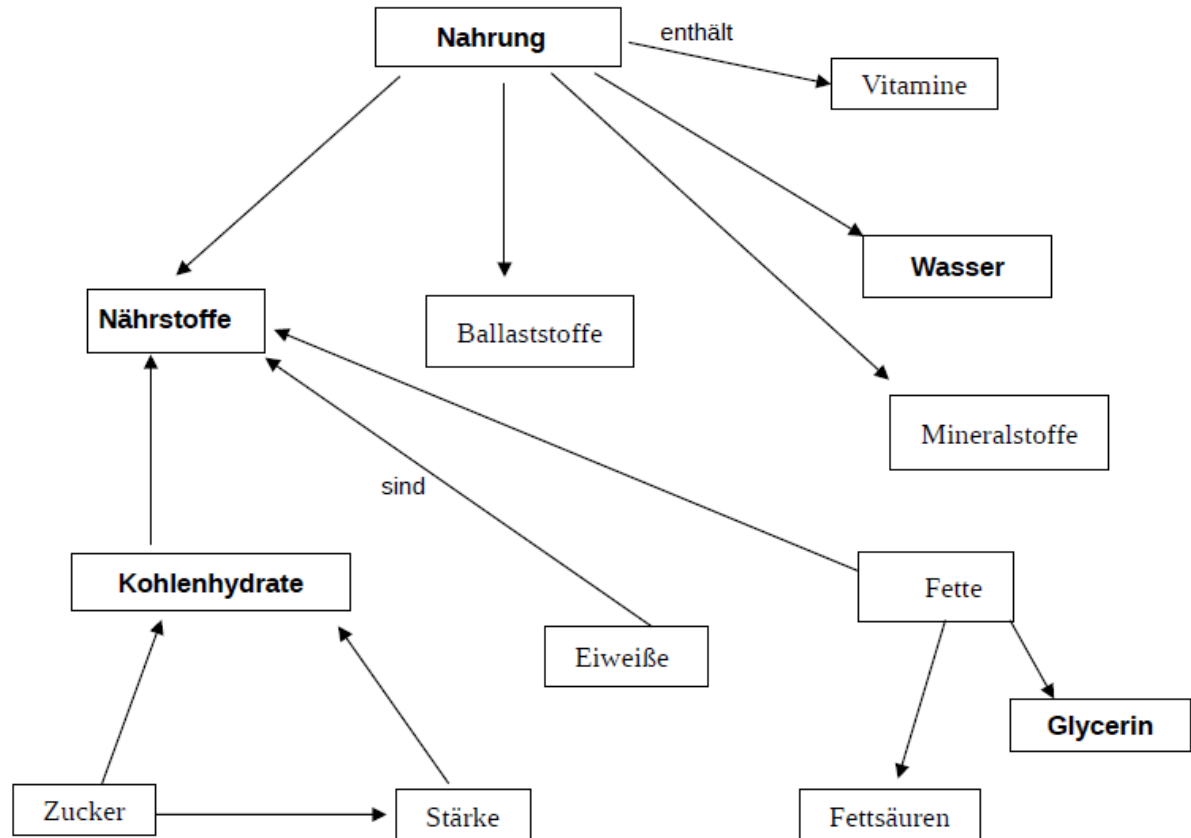 Nahrung
enthält
Vitamine
Wasser
Nährstoffe
Ballaststoffe
Mineralstoffe
sind
Kohlenhydrate
Fette
Eiweiße
Glycerin
Zucker
Stärke
Fettsäuren